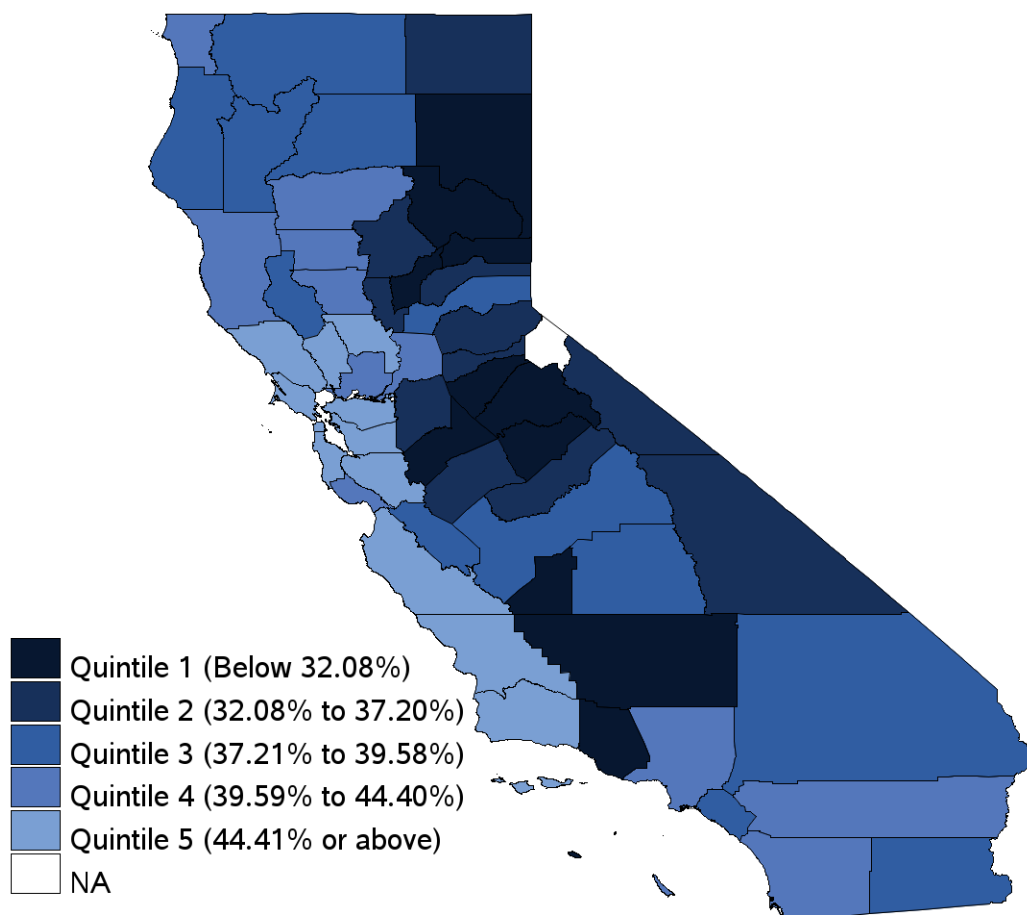 Quintile 1 (Below 32.08%)
Quintile 2 (32.08% to 37.20%)
Quintile 3 (37.21% to 39.58%)
Quintile 4 (39.59% to 44.40%)
Quintile 5 (44.41% or above)
NA